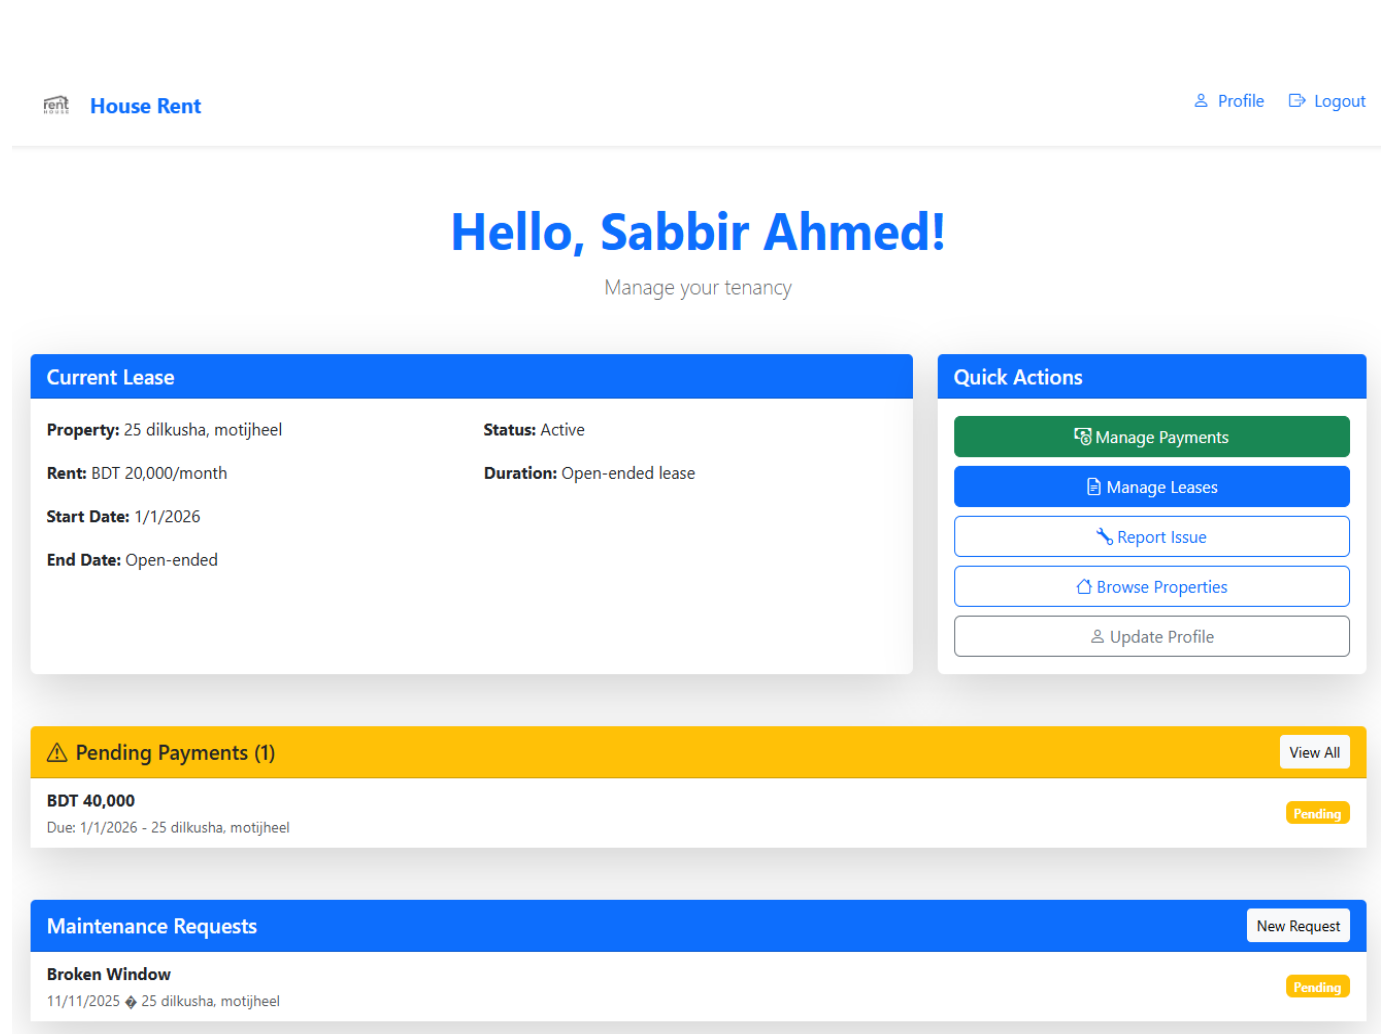 rent
HOUSE
House Rent
Profile
Logout
Hello, Sabbir Ahmed!
Manage your tenancy
Current Lease
Property: 25 dilkusha, motijheel
Status: Active
Rent: BDT 20,000/month
Duration: Open-ended lease
Start Date: 1/1/2026
End Date: Open-ended
Quick Actions
Manage Payments
Manage Leases
Report Issue
Browse Properties
Update Profile
Pending Payments (1)
View All
BDT 40,000
Due: 1/1/2026 - 25 dilkusha, motijheel
Pending
Maintenance Requests
New Request
Broken Window
11/11/2025 � 25 dilkusha, motijheel
Pending